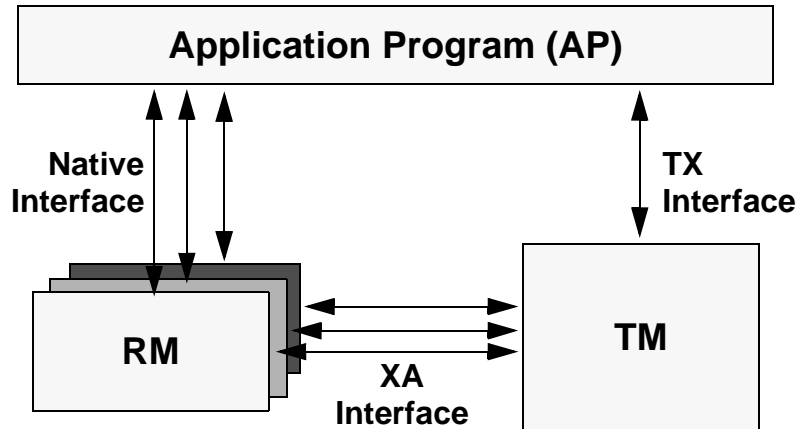 Application Program (AP)
Native
Interface
TX
Interface
RM
TM
XA
Interface